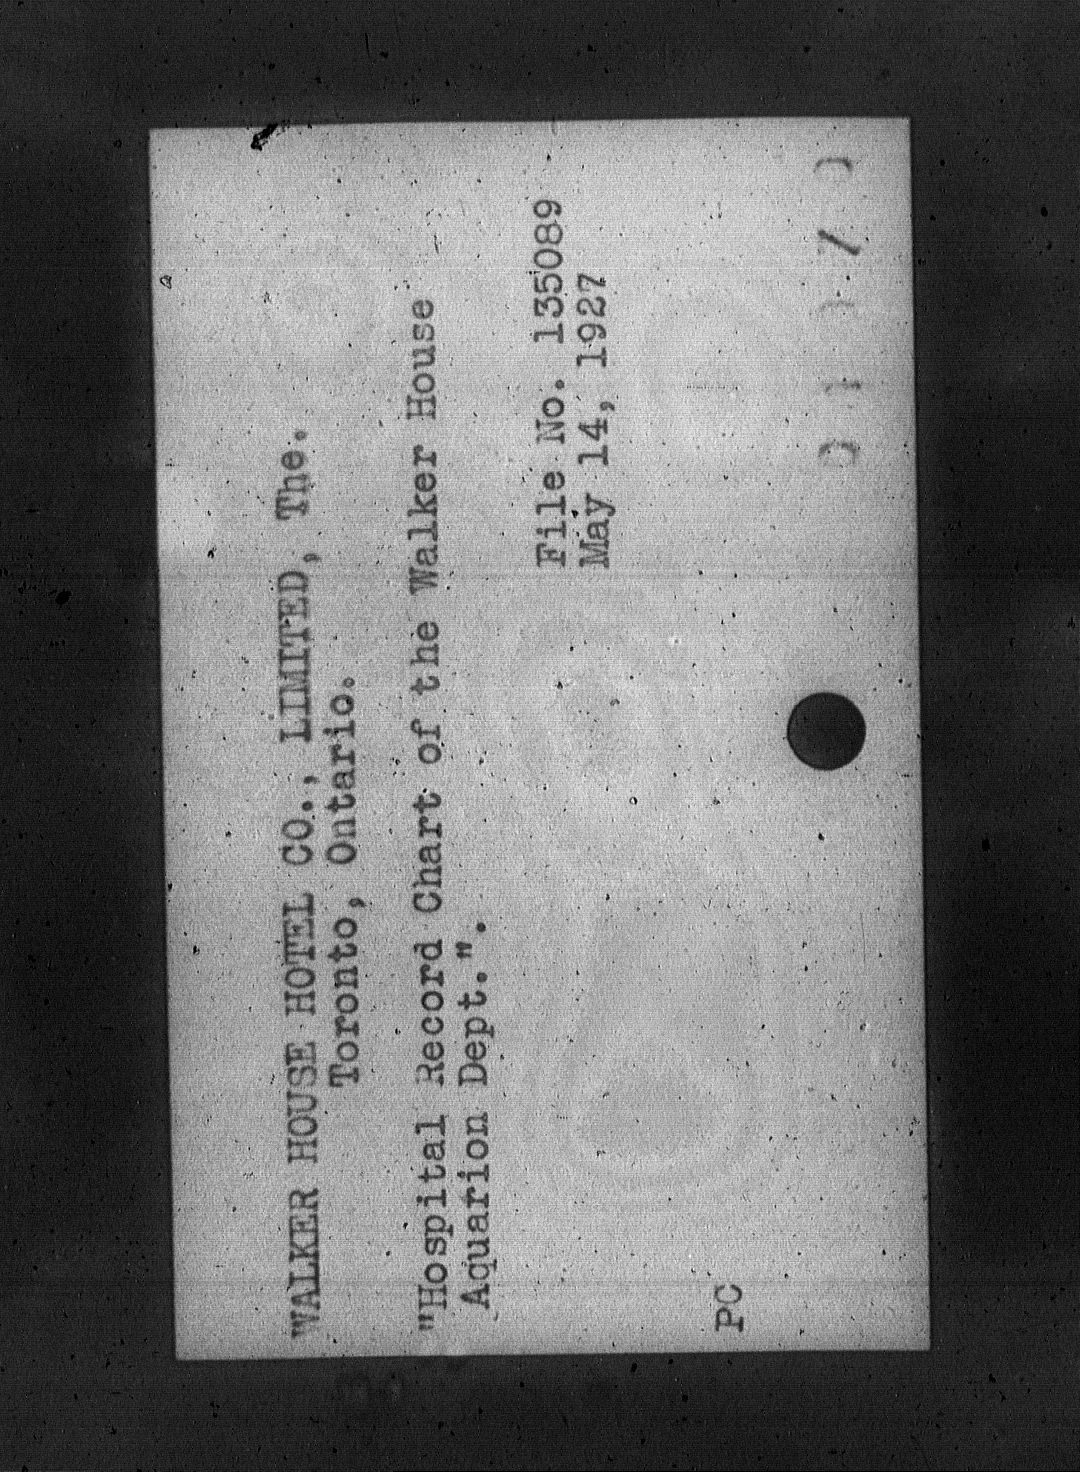 WALKER HOUSE HOTEL CO., LIMITED, The.
Toronto, Ontario.
"Hospital Record Chart of the Walker House
Aquarion Dept.".
File No. 135089
May 14, 1927
PC